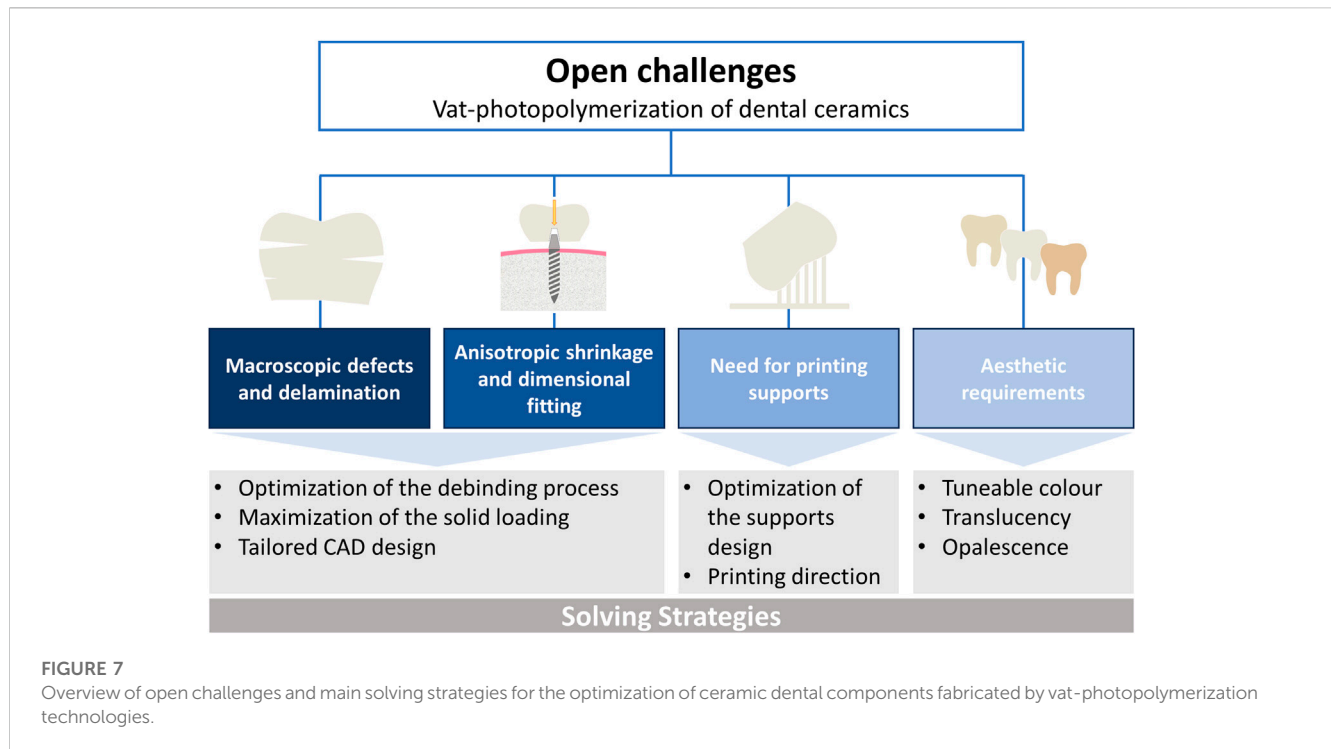 Open challenges
Vat-photopolymerization of dental ceramics
Macroscopic defects
and delamination
Anisotropic shrinkage
and dimensional
fitting
Need for printing
supports
Aesthetic
requirements
• Optimization of the debinding process
• Maximization of the solid loading
• Tailored CAD design
• Optimization of
the supports
design
• Printing direction
• Tuneable colour
• Translucency
• Opalescence
Solving Strategies
FIGURE 7
Overview of open challenges and main solving strategies for the optimization of ceramic dental components fabricated by vat-photopolymerization
technologies.